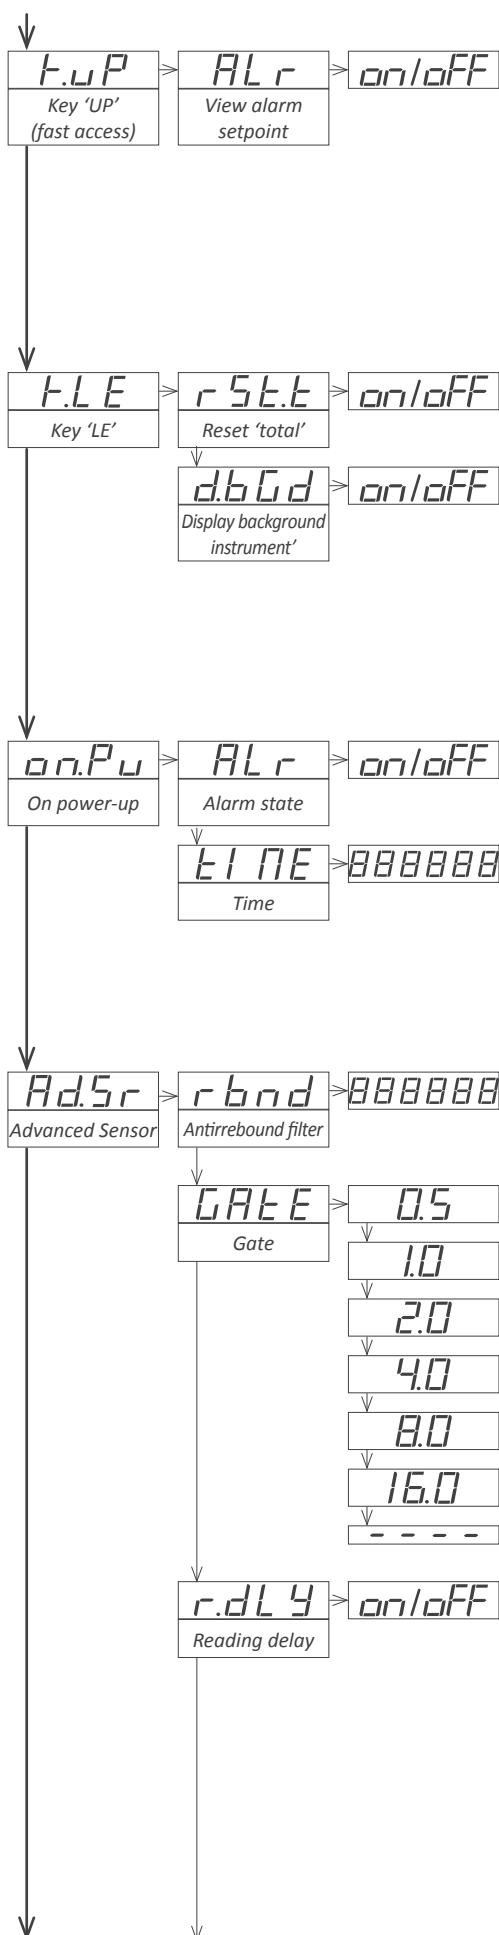 K.uP
ALr
on/oFF
Key ‘UP’
(fast access)
View alarm
setpoint
K.LE
rSt.t
on/oFF
Key ‘LE’
Reset ‘total’
d.bGd
on/oFF
Display background
instrument’
on.Pu
ALr
on/oFF
On power-up
Alarm state
tIME
888888
Time
Ad.Sr
rbnd
888888
Advanced Sensor
Antirrebound filter
GAtE
0.5
Gate
1.0
2.0
4.0
8.0
16.0
----
r.dLY
on/oFF
Reading delay